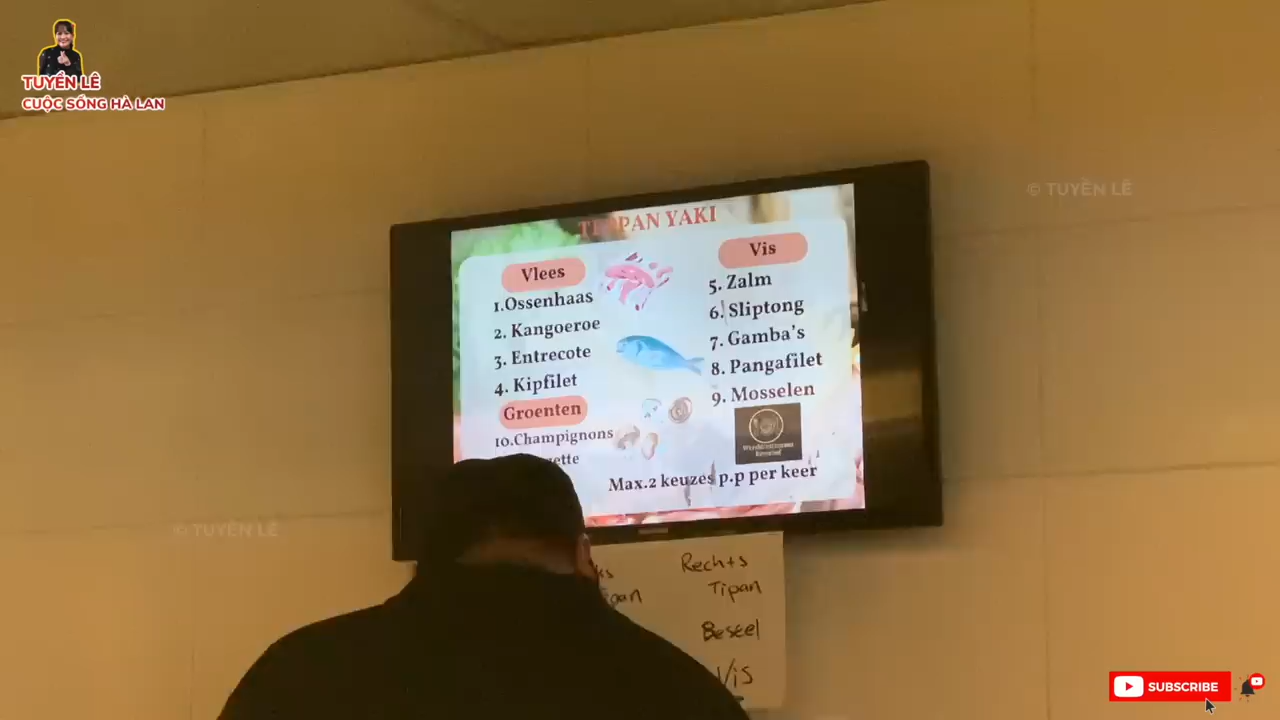 TUYỀN LÊ
CUỘC SỐNG HÀ LAN
© TUYỀN LÊ
PAN YAKI
Vlees
1.Ossenhaas
2. Kangoeroe
3. Entrecote
4. Kipfilet
Groenten
10.Champignons
Vis
5. Zalm
6. Sliptong
7. Gamba's
8. Pangafilet
9. Mosselen
Wereldrestaurant
Max.2 keuzes p.p per keer
© TUYỀN LÊ
Rechts
Tipan
Vis
SUBSCRIBE